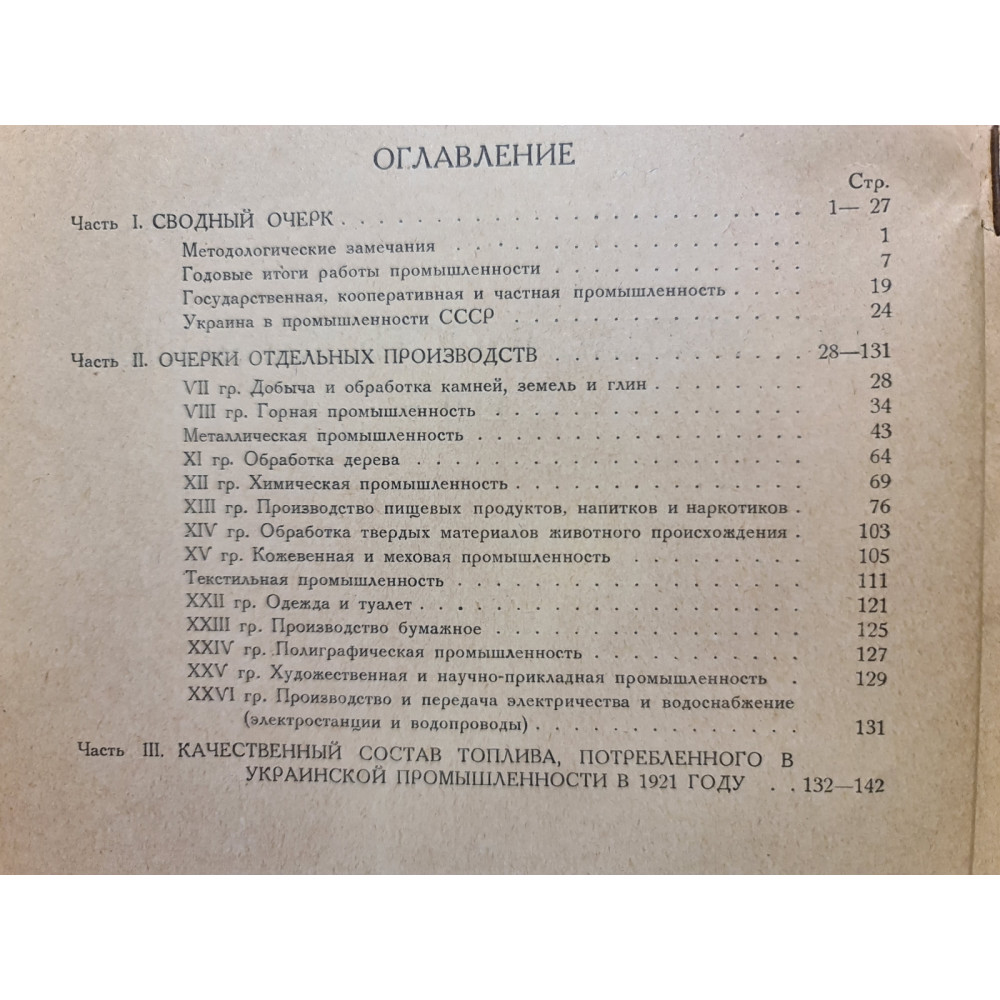 ОГЛАВЛЕНИЕ
Стр.
Часть I. СВОДНЫЙ ОЧЕРК . . . . . . . . . . . . . . . . . . . . 1— 27
Методологические замечания . . . . . . . . . . . . . . . 1
Годовые итоги работы промышленности . . . . . . . . . . . 7
Государственная, кооперативная и частная промышленность . . . . 19
Украина в промышленности СССР . . . . . . . . . . . . . 24
Часть II. ОЧЕРКИ ОТДЕЛЬНЫХ ПРОИЗВОДСТВ . . . . . . . . . . . 28—131
VII гр. Добыча и обработка камней, земель и глин . . . . . . . 28
VIII гр. Горная промышленность . . . . . . . . . . . . . . 34
Металлическая промышленность . . . . . . . . . . . . . . 43
XI гр. Обработка дерева . . . . . . . . . . . . . . . . . 64
XII гр. Химическая промышленность . . . . . . . . . . . . . 69
XIII гр. Производство пищевых продуктов, напитков и наркотиков . 76
XIV гр. Обработка твердых материалов животного происхождения . 103
XV гр. Кожевенная и меховая промышленность . . . . . . . . 105
Текстильная промышленность . . . . . . . . . . . . . . . 111
XXII гр. Одежда и туалет . . . . . . . . . . . . . . . . . 121
XXIII гр. Производство бумажное . . . . . . . . . . . . . . 125
XXIV гр. Полиграфическая промышленность . . . . . . . . . 127
XXV гр. Художественная и научно-прикладная промышленность . 129
XXVI гр. Производство и передача электричества и водоснабжение
(электростанции и водопроводы) . . . . . . . . . . . . 131
Часть III. КАЧЕСТВЕННЫЙ СОСТАВ ТОПЛИВА, ПОТРЕБЛЕННОГО В
УКРАИНСКОЙ ПРОМЫШЛЕННОСТИ В 1921 ГОДУ . . 132—142